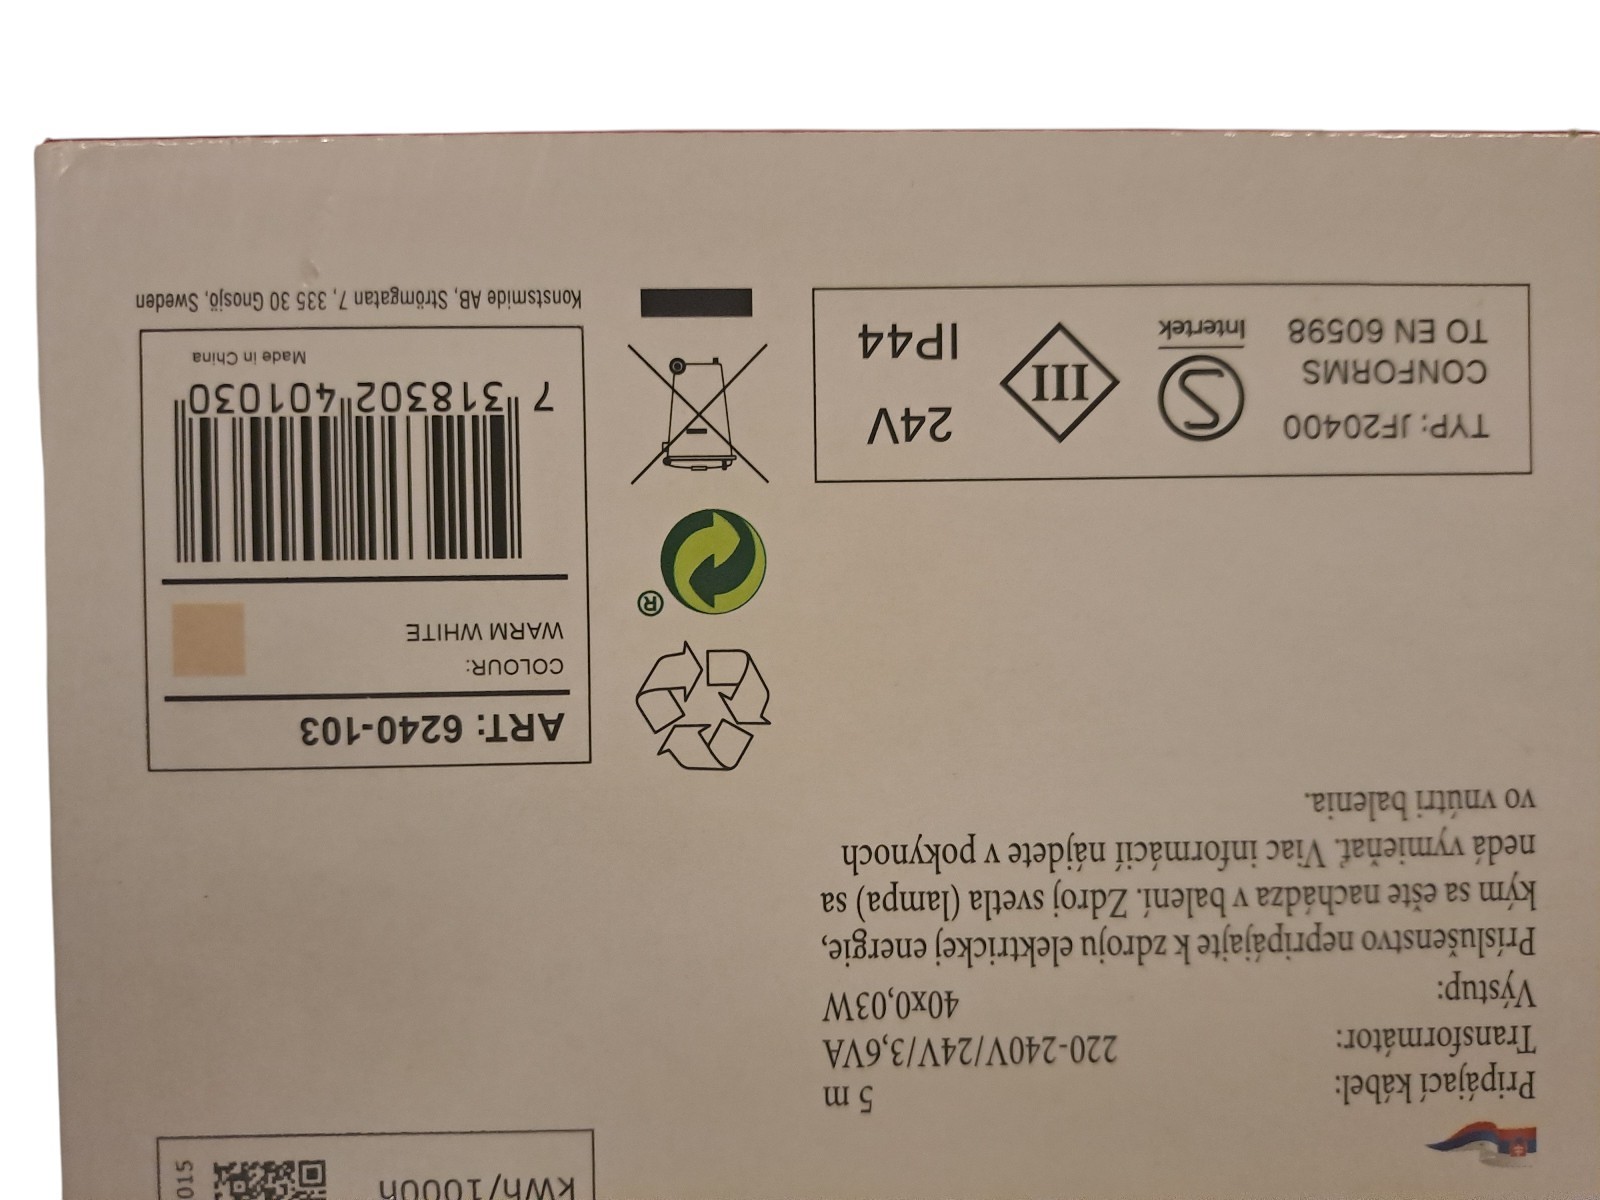 kWh/1000h
015
Pripájací kábel: 5 m
Transformátor: 220-240V/24V/3,6VA
Výstup: 40x0,03W
Príslušenstvo nepripájajte k zdroju elektrickej energie,
kým sa ešte nachádza v balení. Zdroj svetla (lampa) sa
nedá vymieňať. Viac informácií nájdete v pokynoch
vo vnútri balenia.
ART: 6240-103
COLOUR:
WARM WHITE
®
7 318302 401030
Made in China
Konstsmide AB, Strömgatan 7, 335 30 Gnosjö, Sweden
TYP: JF20400
CONFORMS
TO EN 60598
S
Intertek
III
24V
IP44